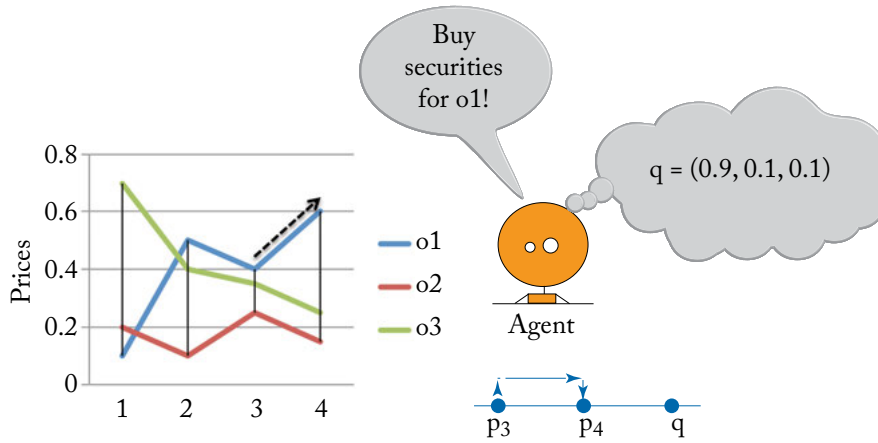 Buy
securities
for o1!
q = (0.9, 0.1, 0.1)
0.8
0.6
0.4
0.2
0
Prices
1 2 3 4
o1
o2
o3
Agent
p3 p4 q